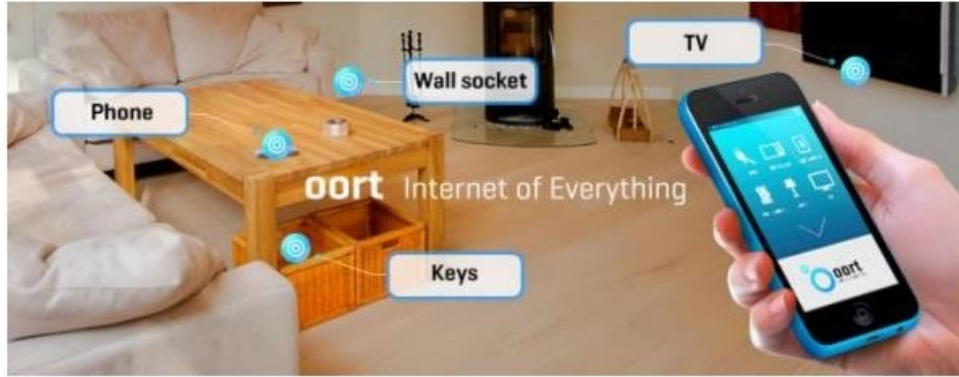 TV
Wall socket
Phone
oort Internet of Everything
Keys
oort